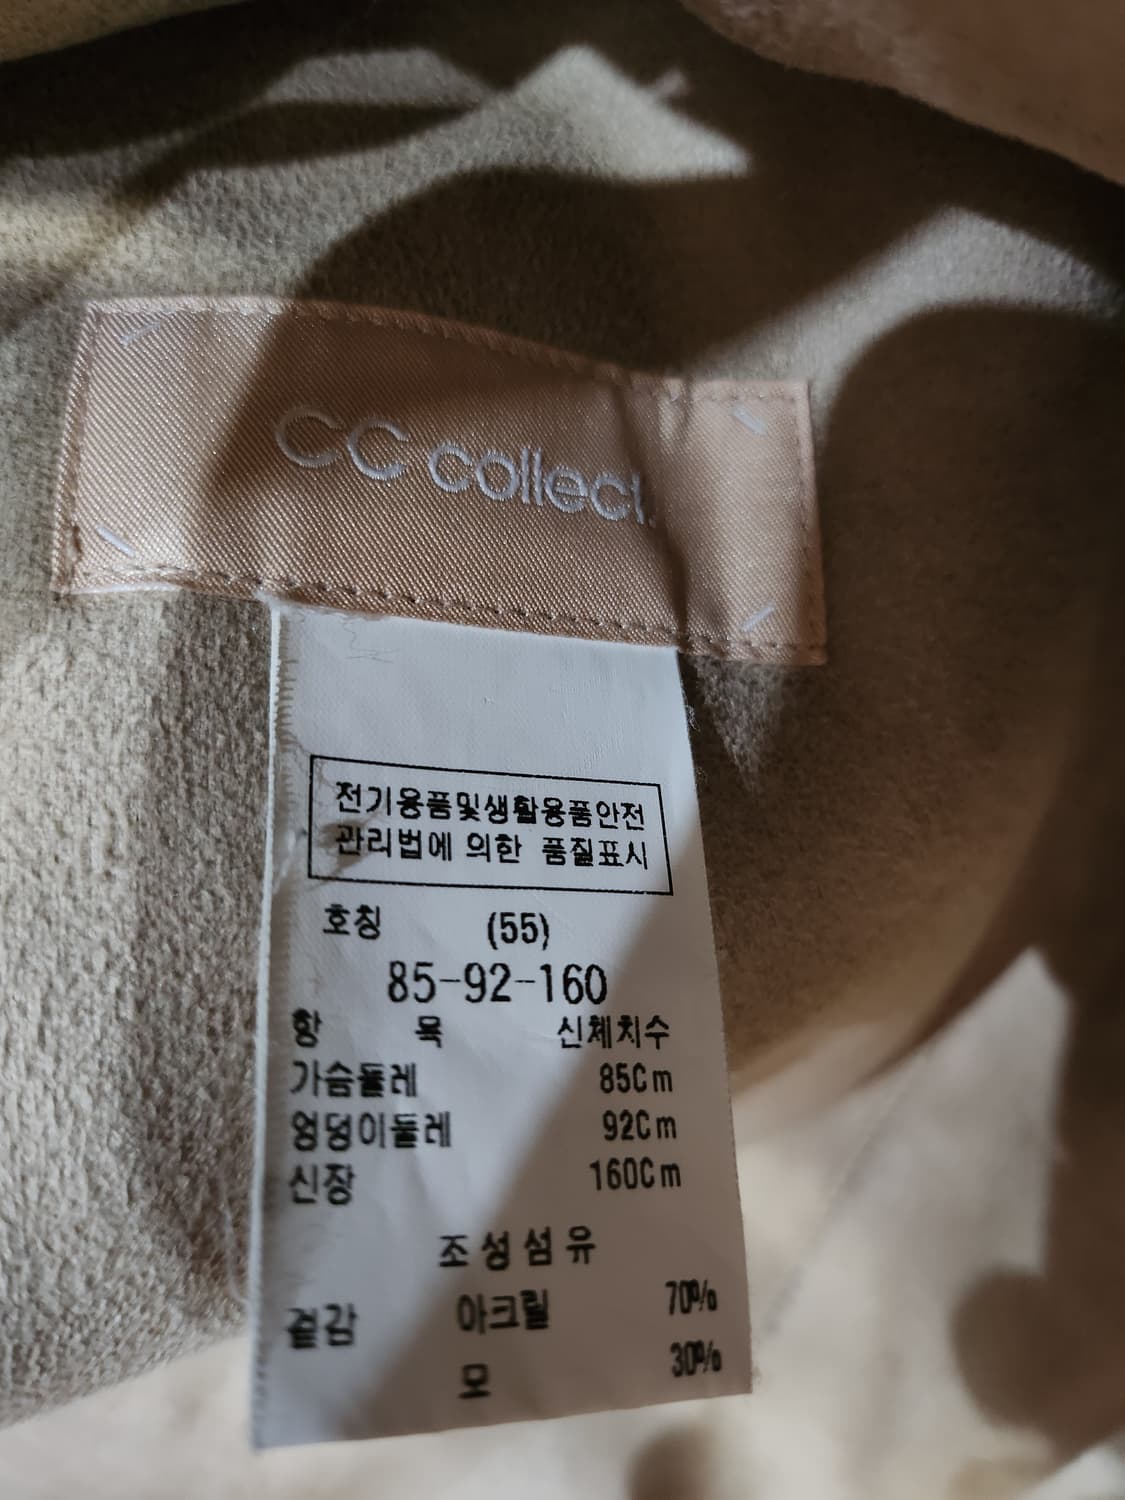 CC collect.
전기용품및생활용품안전
관리법에 의한 품질표시
호칭 (55)
85-92-160
항 목 신체치수
가슴둘레 85Cm
엉덩이둘레 92Cm
신장 160Cm
조성섬유
겉감 아크릴 70%
모 30%